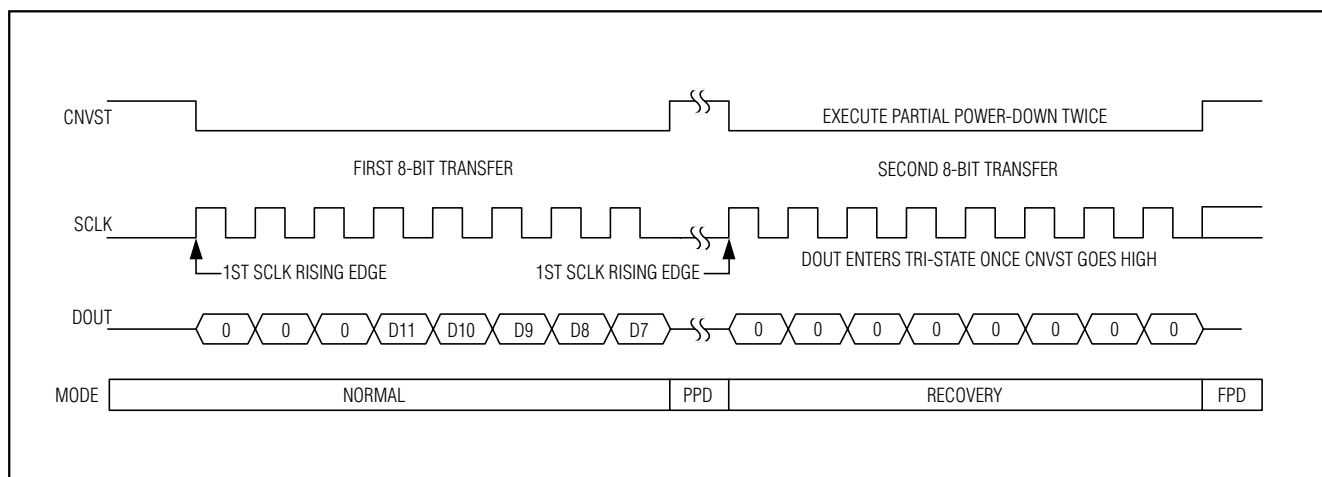 CNVST
EXECUTE PARTIAL POWER-DOWN TWICE
FIRST 8-BIT TRANSFER
SECOND 8-BIT TRANSFER
SCLK
1ST SCLK RISING EDGE
1ST SCLK RISING EDGE
DOUT ENTERS TRI-STATE ONCE CNVST GOES HIGH
DOUT
0 0 0 D11 D10 D9 D8 D7
0 0 0 0 0 0 0 0
MODE
NORMAL
PPD
RECOVERY
FPD